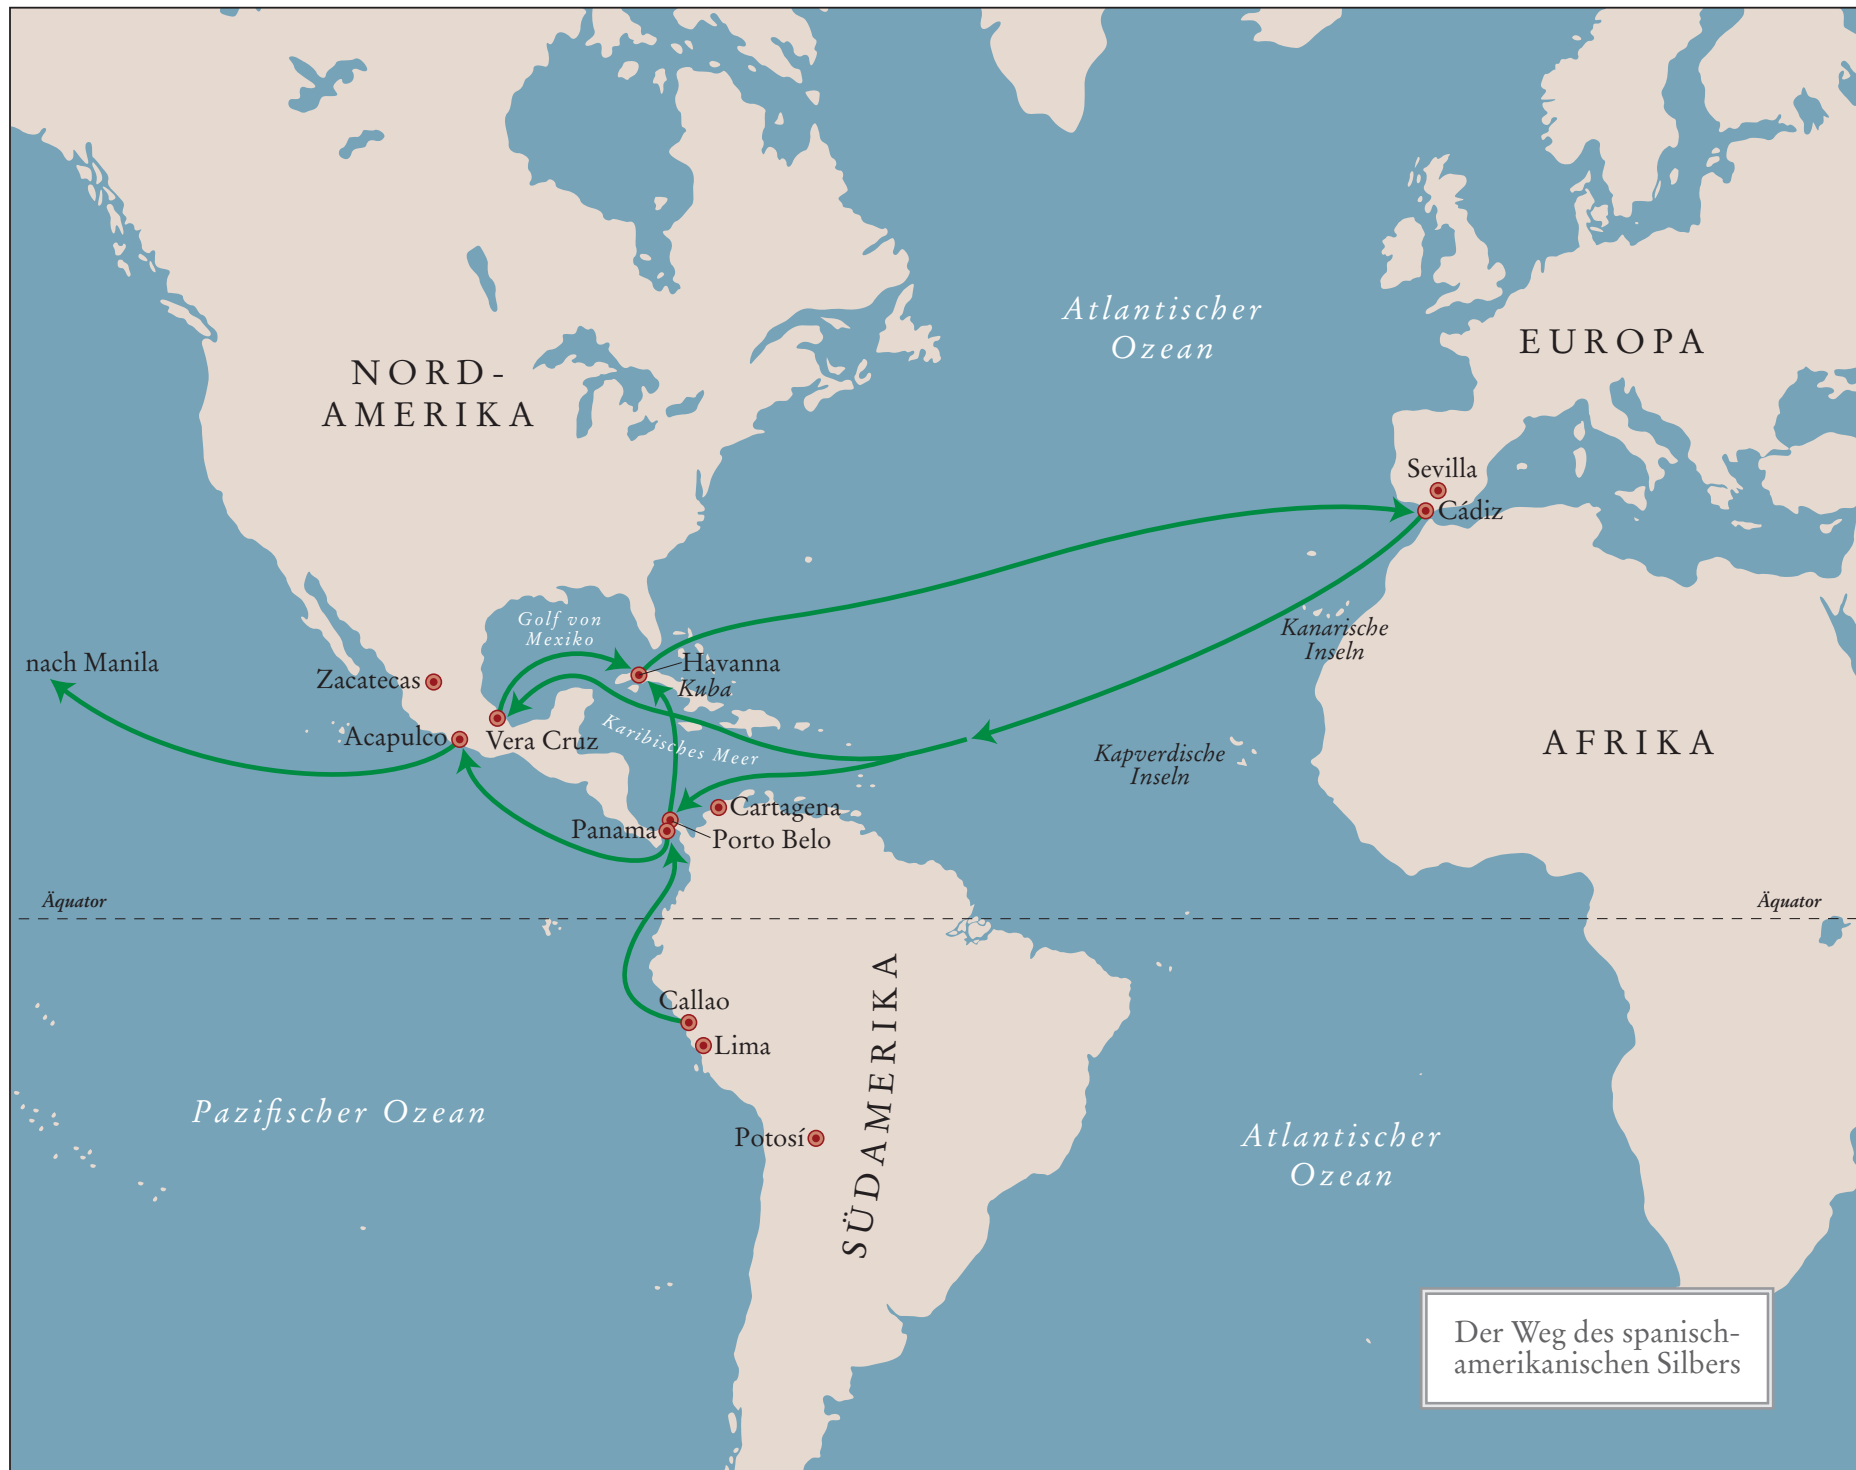 Atlantischer
Ozean
EUROPA
NORD-
AMERIKA
Sevilla
Cádiz
Golf von
Mexiko
Kanarische
Inseln
nach Manila
Zacatecas
Havanna
Kuba
Acapulco
Vera Cruz
Karibisches Meer
Kapverdische
Inseln
AFRIKA
Cartagena
Panama
Porto Belo
Äquator
Äquator
SÜDAMERIKA
Callao
Lima
Pazifischer Ozean
Potosí
Atlantischer
Ozean
Der Weg des spanisch-
amerikanischen Silbers